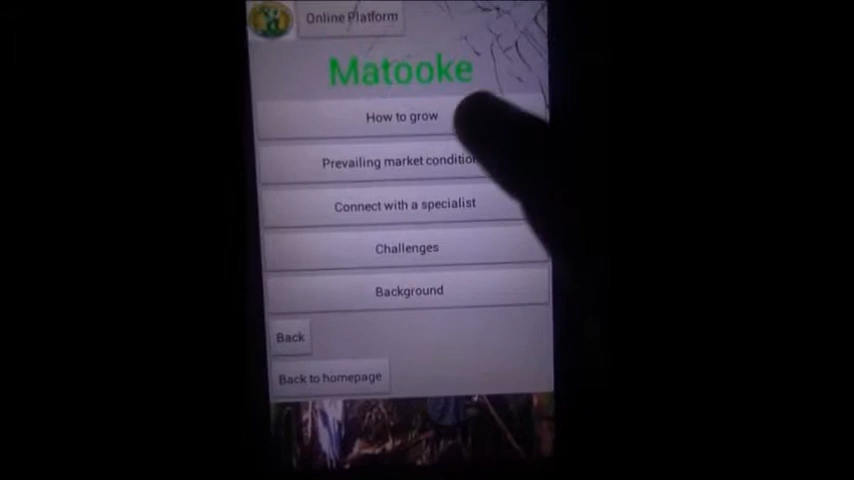 Online Platform
Matooke
How to grow
Prevailing market condition
Connect with a specialist
Challenges
Background
Back
Back to homepage